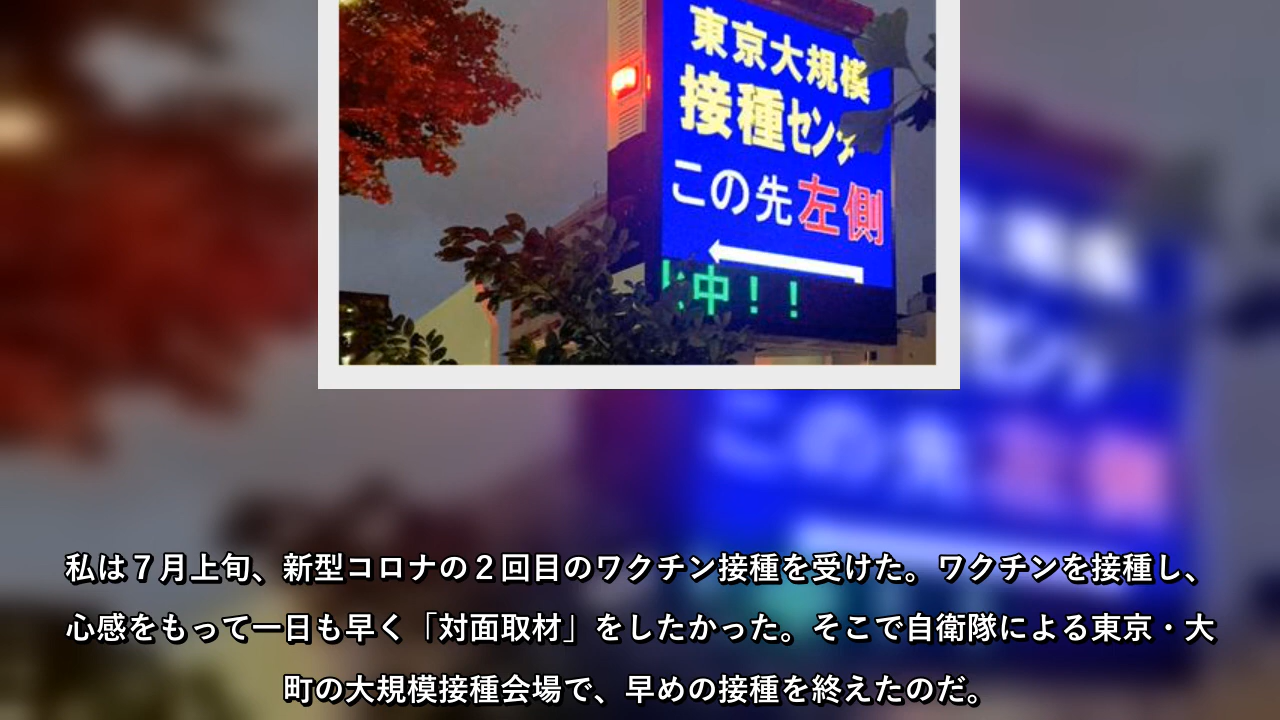 東京大規模
接種セン
この先左側
中！！
私は７月上旬、新型コロナの２回目のワクチン接種を受けた。ワクチンを接種し、
心感をもって一日も早く「対面取材」をしたかった。そこで自衛隊による東京・大
町の大規模接種会場で、早めの接種を終えたのだ。